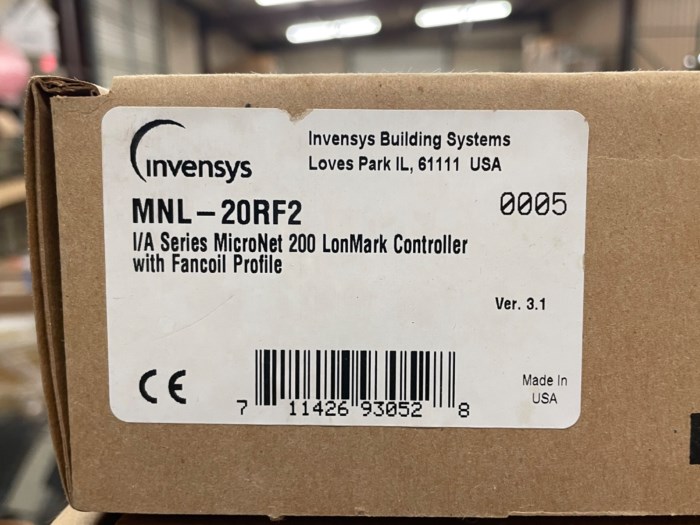 invensys
Invensys Building Systems
Loves Park IL, 61111 USA
MNL-20RF2
0005
I/A Series MicroNet 200 LonMark Controller
with Fancoil Profile
Ver. 3.1
CE
Made In
USA
7 11426 93052 8